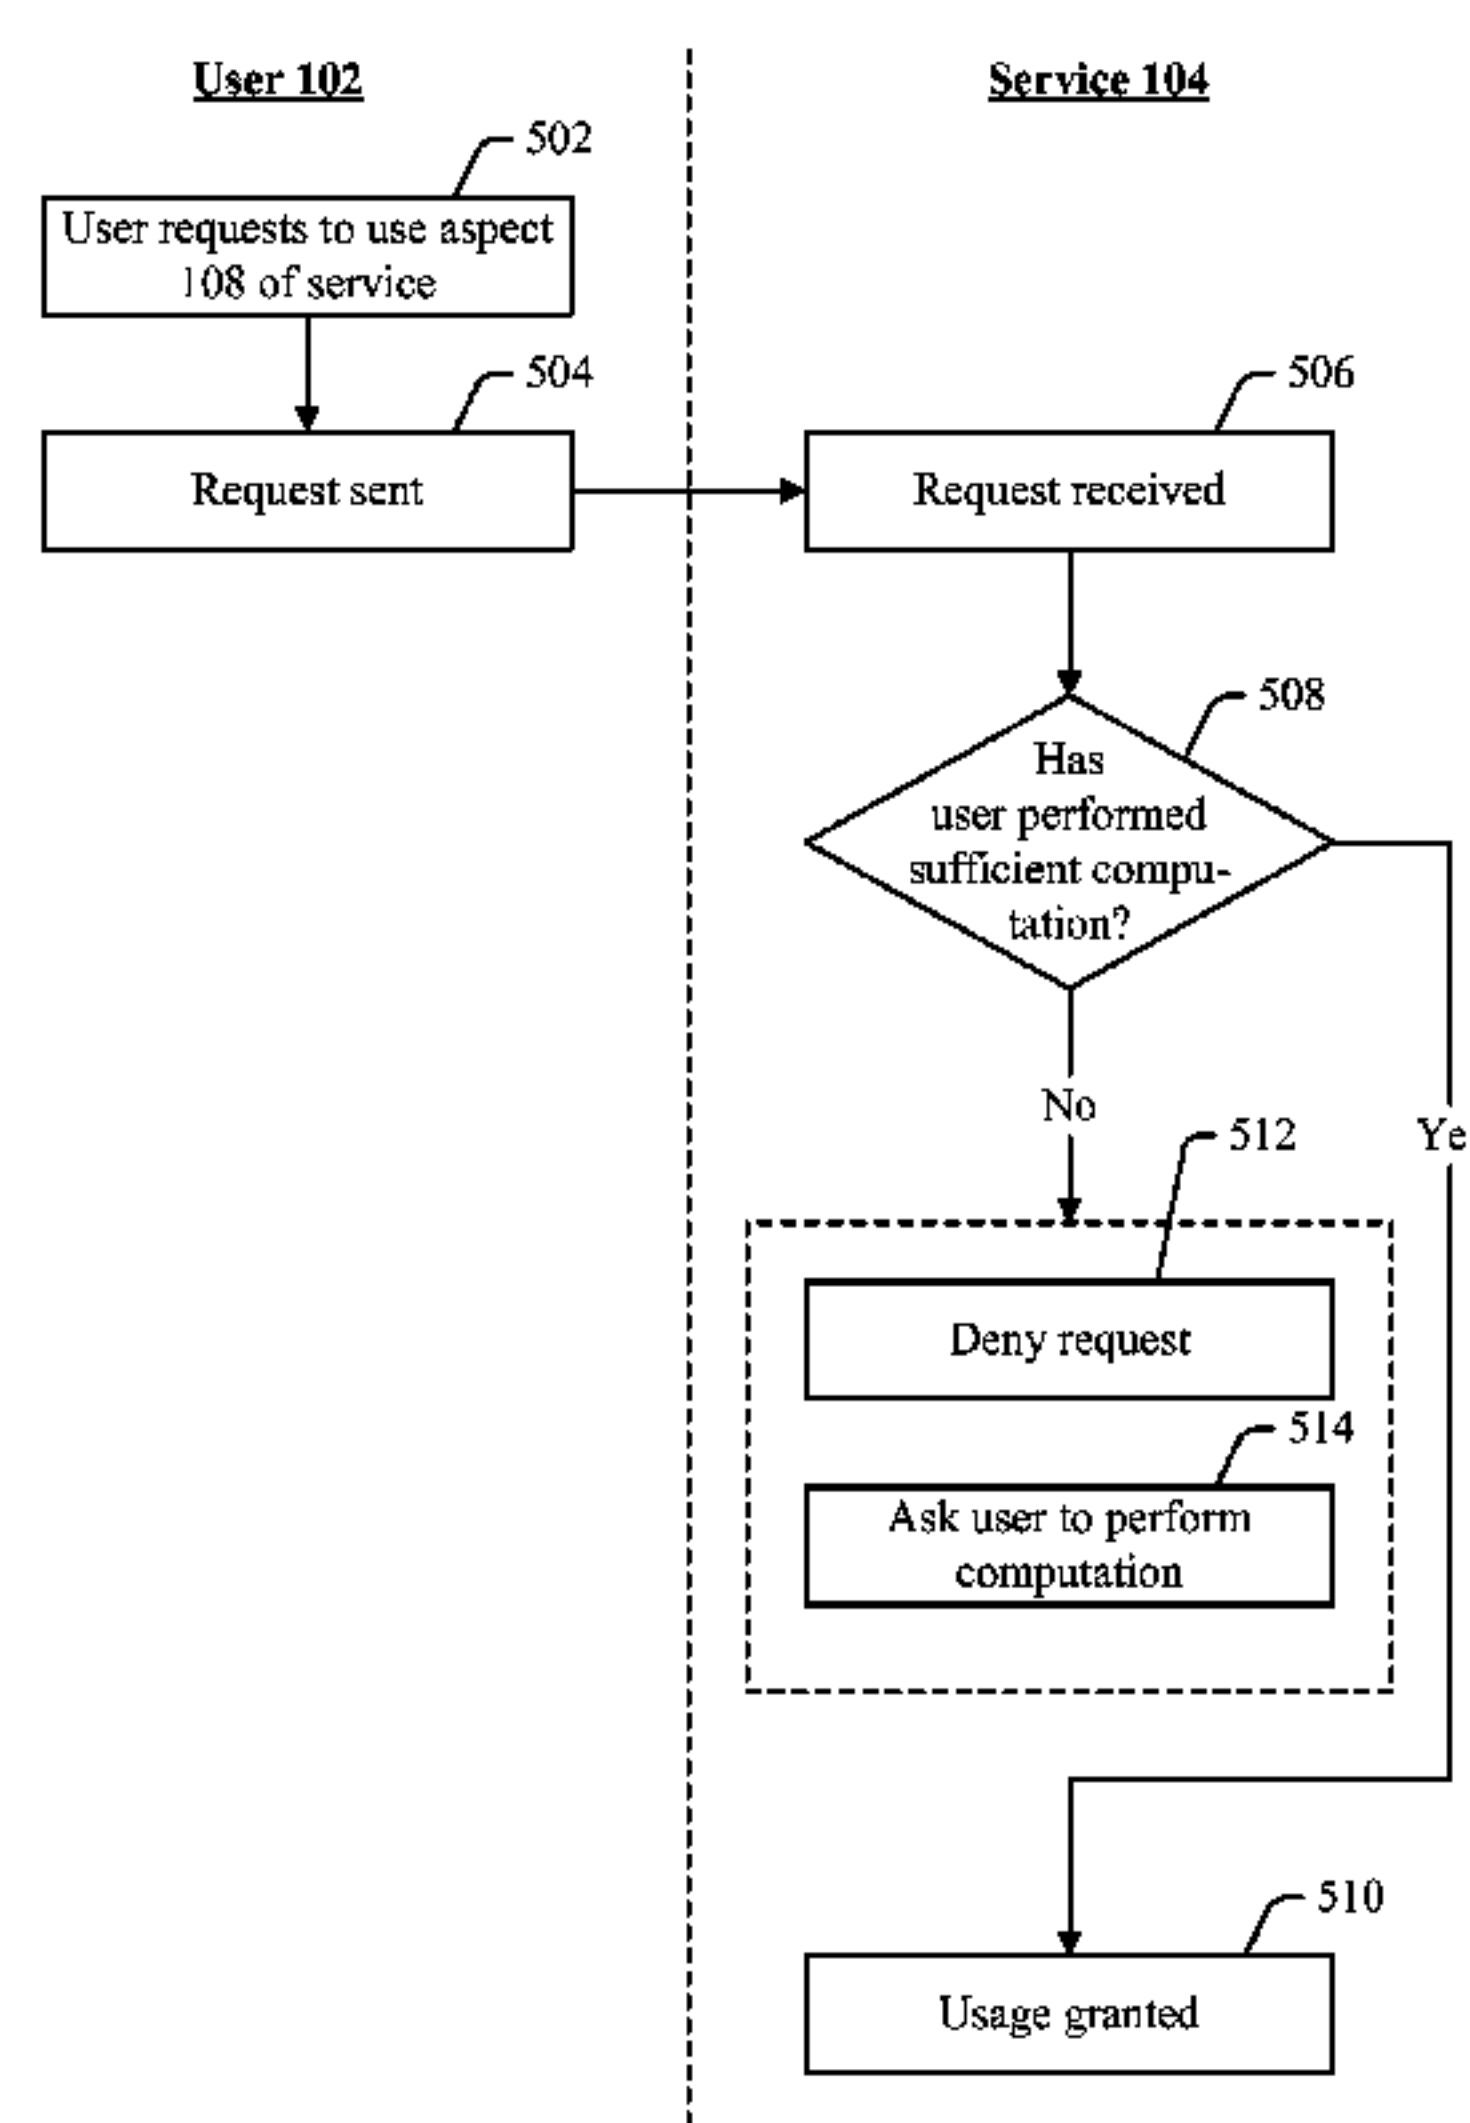 User 102
Service 104
502
User requests to use aspect
108 of service
504
Request sent
506
Request received
508
Has
user performed
sufficient compu-
tation?
No
Ye
512
Deny request
514
Ask user to perform
computation
510
Usage granted